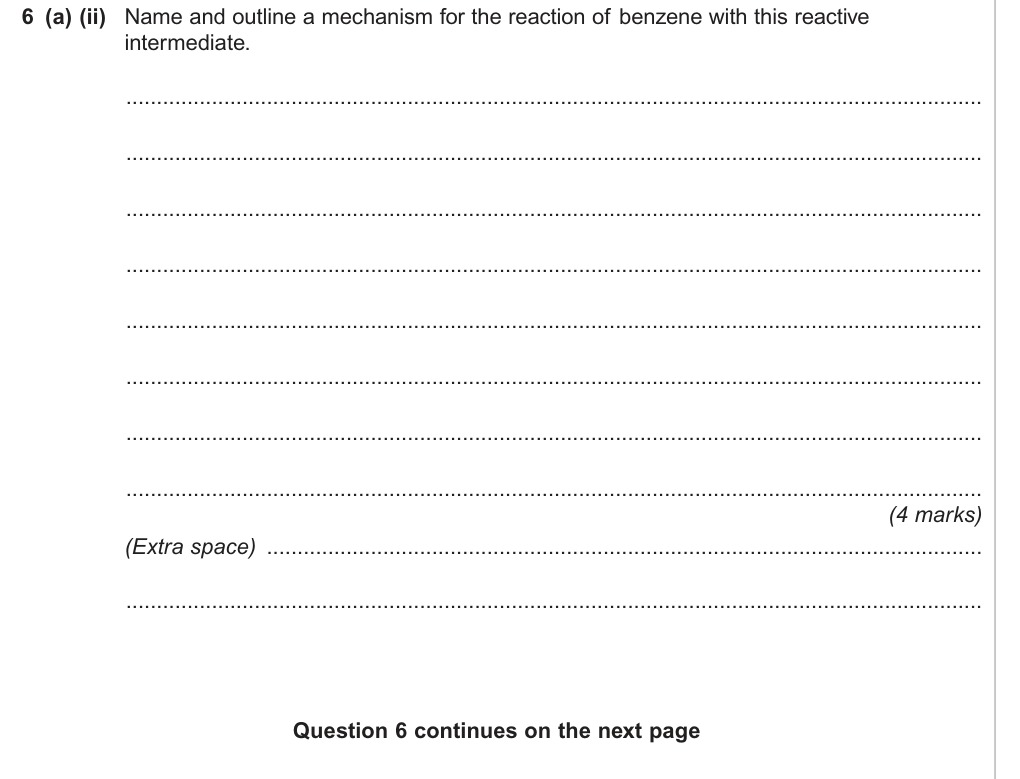 6 (a) (ii) Name and outline a mechanism for the reaction of benzene with this reactive
intermediate.
(4 marks)
(Extra space)
Question 6 continues on the next page